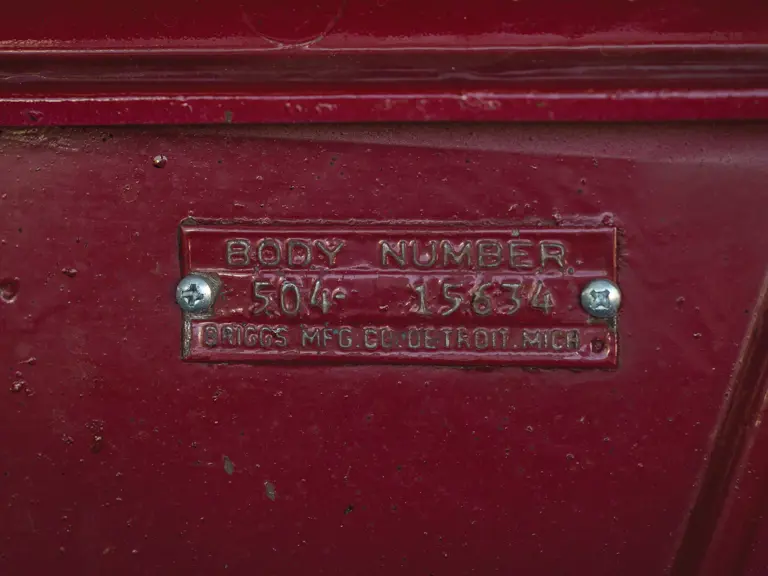 BODY NUMBER
504- 15634
BRIGGS MFG. CO. DETROIT. MICH.